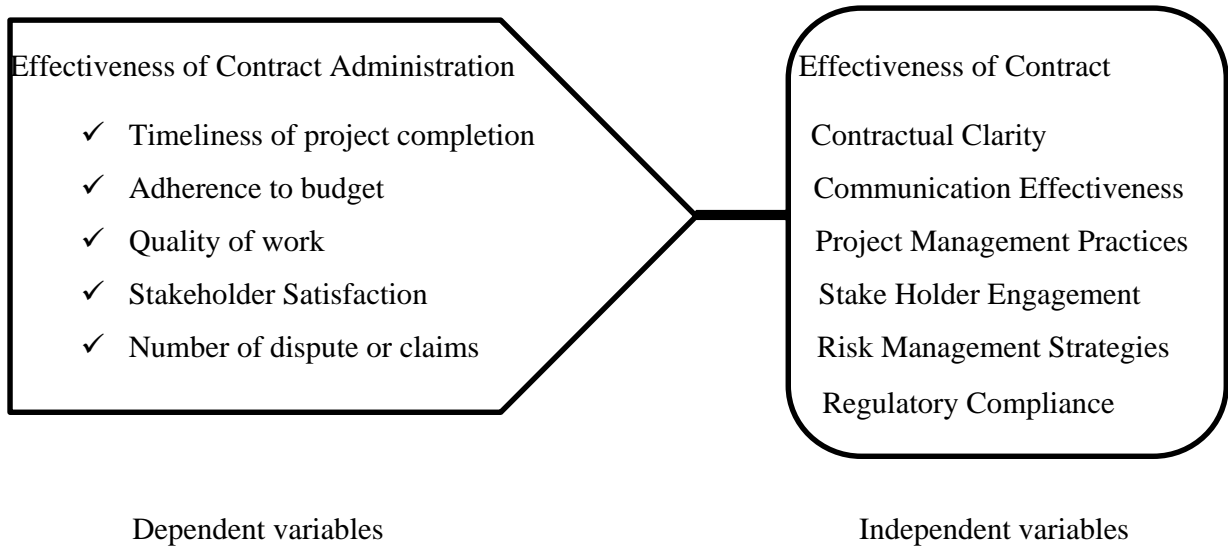 Effectiveness of Contract Administration
✓ Timeliness of project completion
✓ Adherence to budget
✓ Quality of work
✓ Stakeholder Satisfaction
✓ Number of dispute or claims
Effectiveness of Contract
Contractual Clarity
Communication Effectiveness
Project Management Practices
Stake Holder Engagement
Risk Management Strategies
Regulatory Compliance
Dependent variables
Independent variables